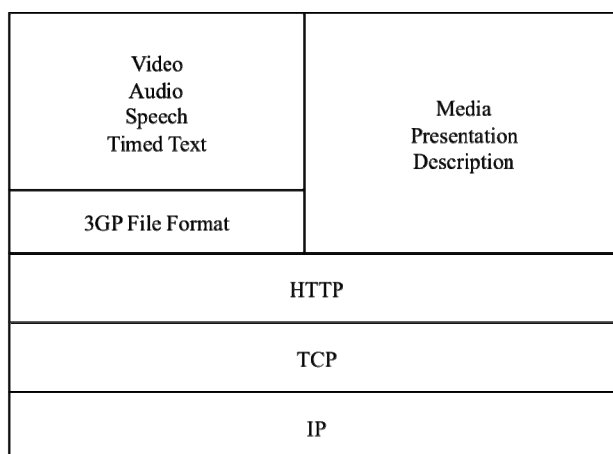 Video
Audio
Speech
Timed Text
Media
Presentation
Description
3GP File Format
HTTP
TCP
IP